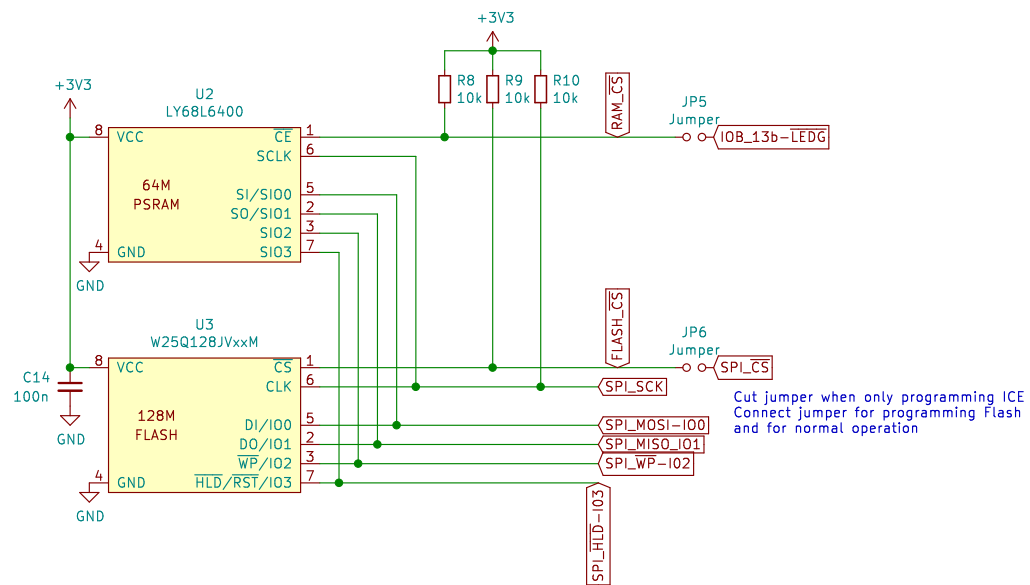 +3V3
+3V3
R8
10k
R9
10k
R10
10k
RAM_CS
JP5
Jumper
IOB_13b-LEDG
U2
LY68L6400
8
VCC
CE
1
SCLK
6
64M
PSRAM
SI/SIO0
5
SO/SIO1
2
SIO2
3
4
GND
SIO3
7
GND
FLASH_CS
JP6
Jumper
SPI_CS
U3
W25Q128JVxxM
8
VCC
CS
1
C14
100n
CLK
6
SPI_SCK
Cut jumper when only programming ICE
Connect jumper for programming Flash
and for normal operation
128M
FLASH
DI/IO0
5
SPI_MOSI-IO0
DO/IO1
2
SPI_MISO_IO1
GND
WP/IO2
3
SPI_WP-IO2
4
GND
HLD/RST/IO3
7
SPI_HLD-IO3
GND